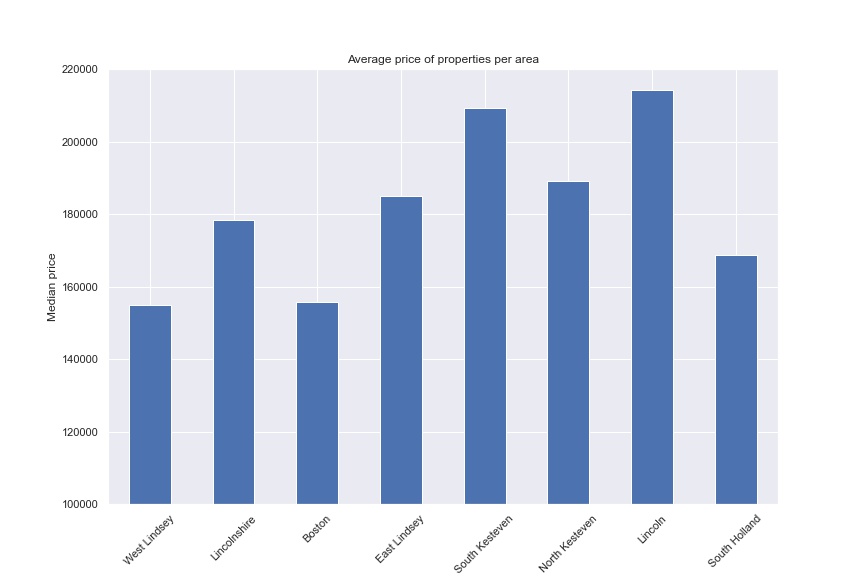 Average price of properties per area
220000
200000
180000
160000
140000
120000
100000
Median price
West Lindsey
Lincolnshire
Boston
East Lindsey
South Kesteven
North Kesteven
Lincoln
South Holland